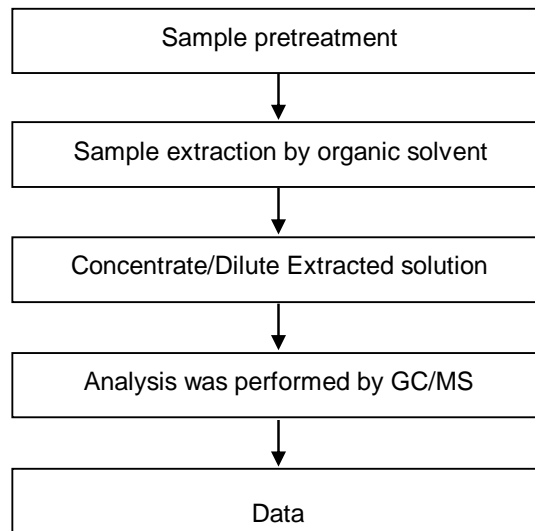 Sample pretreatment
Sample extraction by organic solvent
Concentrate/Dilute Extracted solution
Analysis was performed by GC/MS
Data